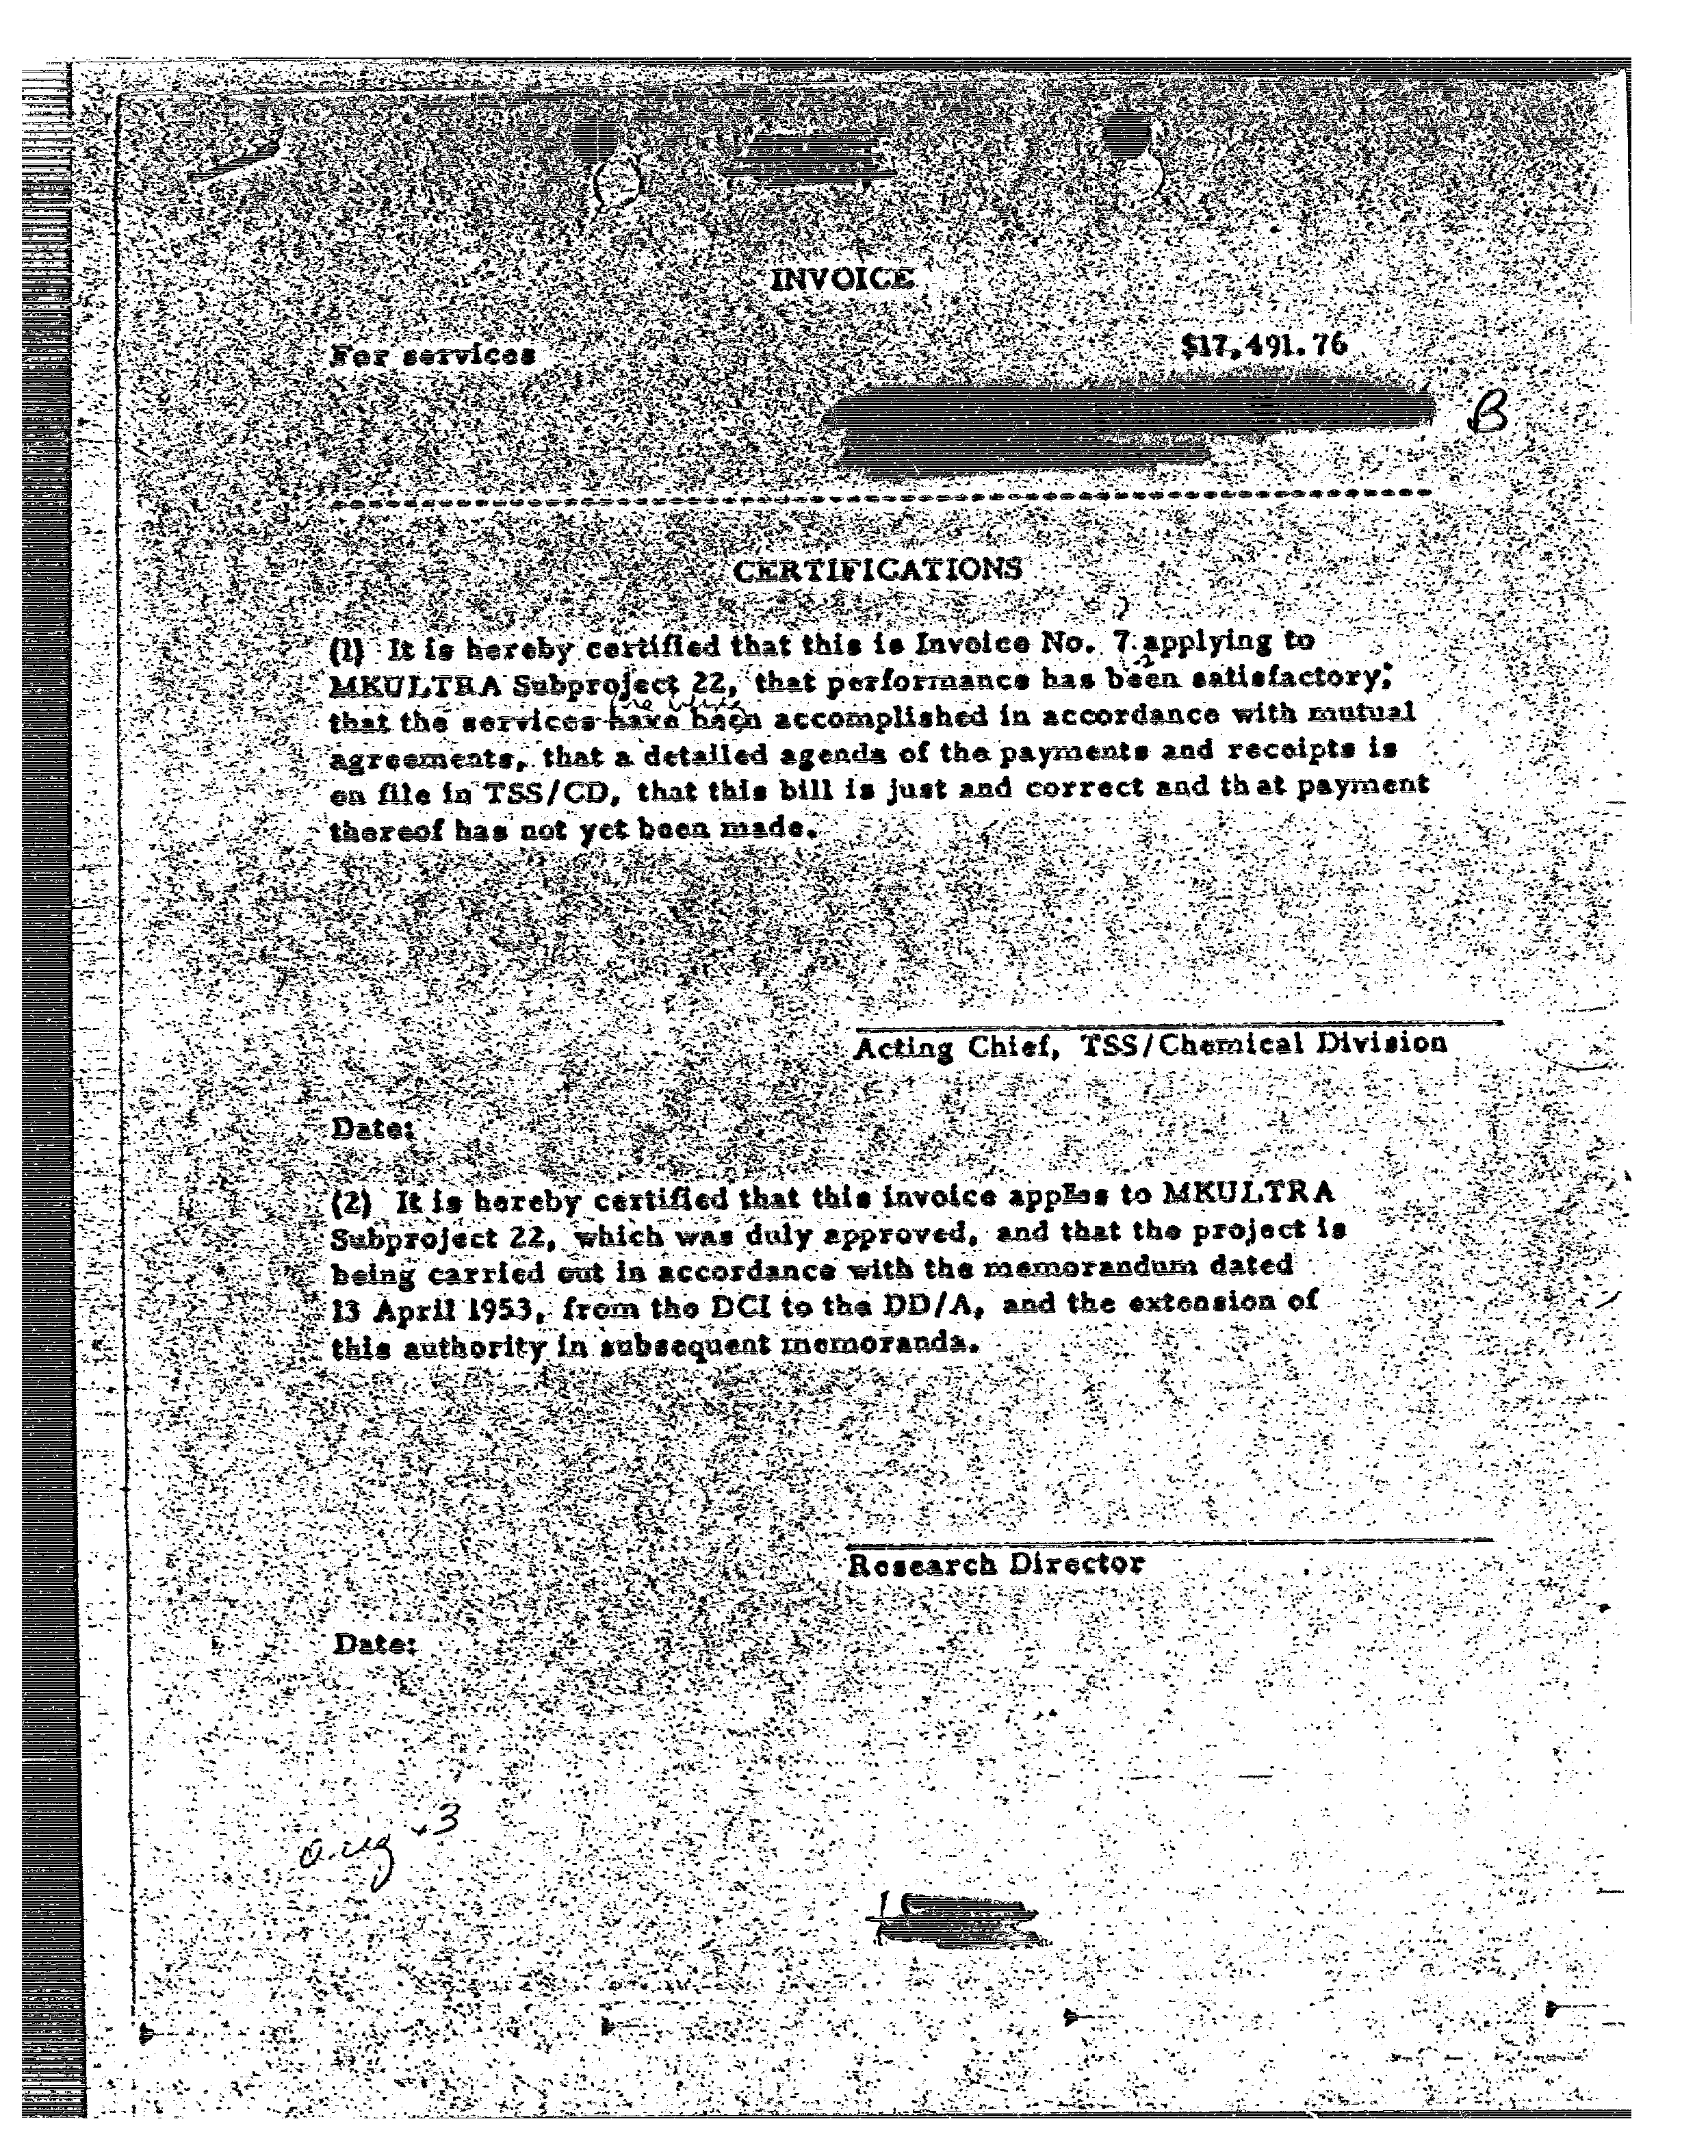 INVOICE
For services $17,491.76
B
CERTIFICATIONS
(1) It is hereby certified that this is Invoice No. 7 applying to
MKULTRA Subproject 22, that performance has been satisfactory,
that the services have been accomplished in accordance with mutual
agreements, that a detailed agenda of the payments and receipts is
on file in TSS/CD, that this bill is just and correct and that payment
thereof has not yet been made.
Acting Chief, TSS/Chemical Division
Date:
(2) It is hereby certified that this invoice applies to MKULTRA
Subproject 22, which was duly approved, and that the project is
being carried out in accordance with the memorandum dated
13 April 1953, from the DCI to the DD/A, and the extension of
this authority in subsequent memoranda.
Research Director
Date: